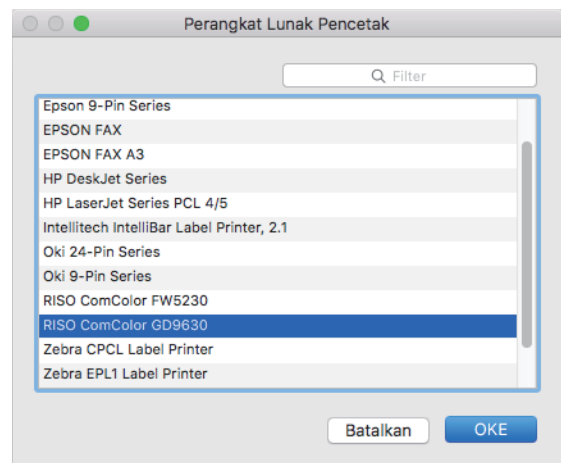 Perangkat Lunak Pencetak
Filter
Epson 9-Pin Series
EPSON FAX
EPSON FAX A3
HP DeskJet Series
HP LaserJet Series PCL 4/5
Intellitech IntelliBar Label Printer, 2.1
Oki 24-Pin Series
Oki 9-Pin Series
RISO ComColor FW5230
RISO ComColor GD9630
Zebra CPCL Label Printer
Zebra EPL1 Label Printer
Batalkan OKE